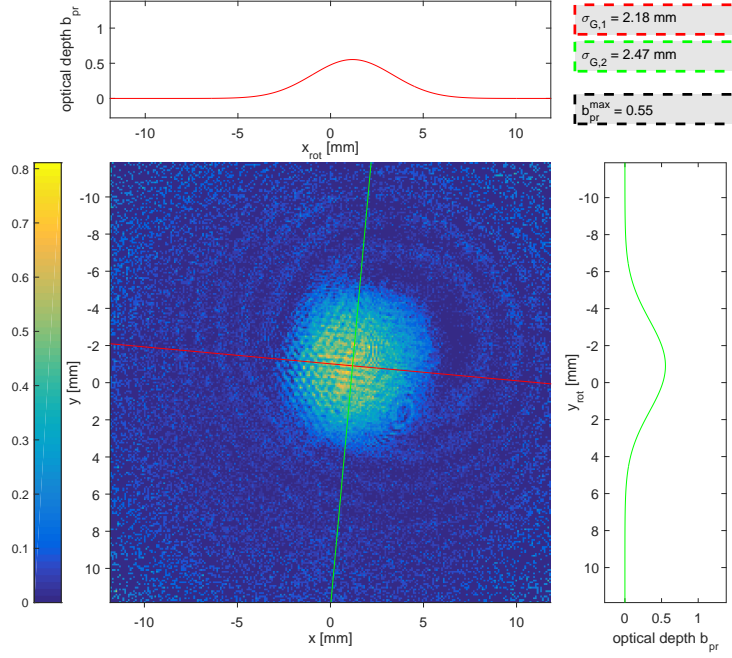 optical depth b_pr
1
0.5
0
-10 -5 0 5 10
x_rot [mm]
σ_G,1 = 2.18 mm
σ_G,2 = 2.47 mm
b_pr^max = 0.55
0.8
0.7
0.6
0.5
0.4
0.3
0.2
0.1
0
y [mm]
-10
-8
-6
-4
-2
0
2
4
6
8
10
-10 -5 0 5 10
x [mm]
y_rot [mm]
-10
-8
-6
-4
-2
0
2
4
6
8
10
0 0.5 1
optical depth b_pr